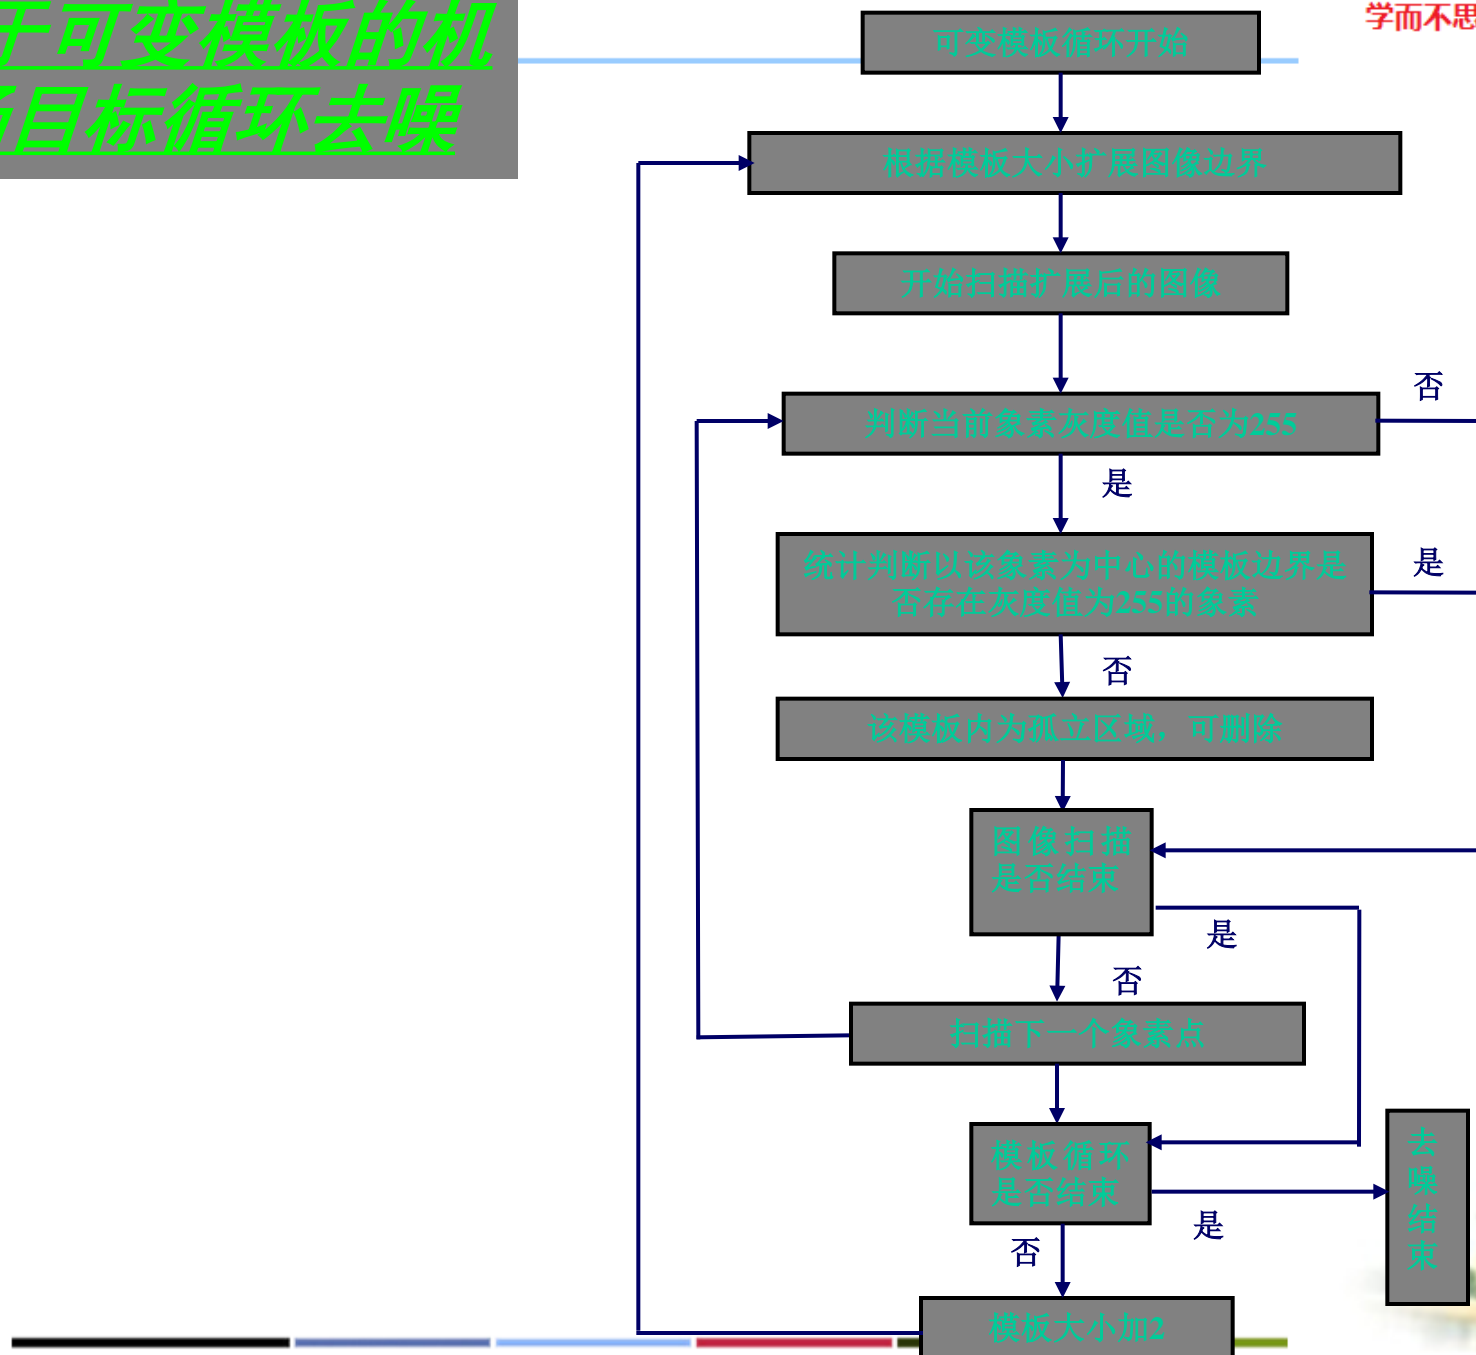 于可变模板的机
场目标循环去噪
学而不思
可变模板循环开始
根据模板大小扩展图像边界
开始扫描扩展后的图像
否
判断当前象素灰度值是否为255
是
统计判断以该象素为中心的模板边界是
否存在灰度值为255的象素
是
否
该模板内为孤立区域，可删除
图像扫描
是否结束
是
否
扫描下一个象素点
模板循环
是否结束
是
去
噪
结
束
否
模板大小加2